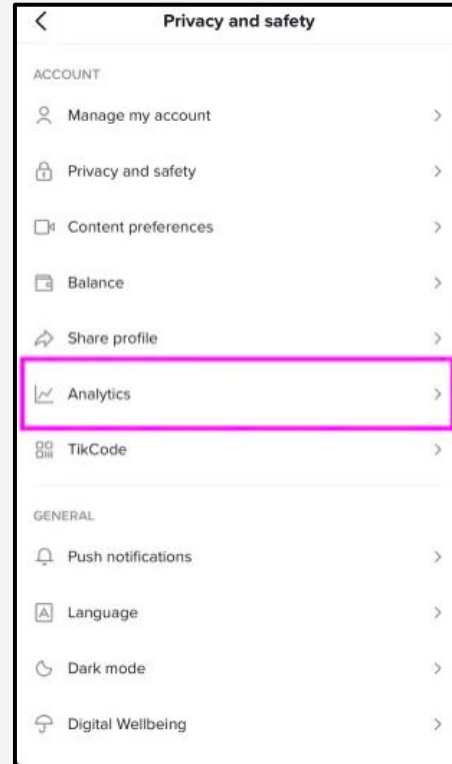 Privacy and safety
ACCOUNT
Manage my account
Privacy and safety
Content preferences
Balance
Share profile
Analytics
TikCode
GENERAL
Push notifications
A Language
Dark mode
Digital Wellbeing